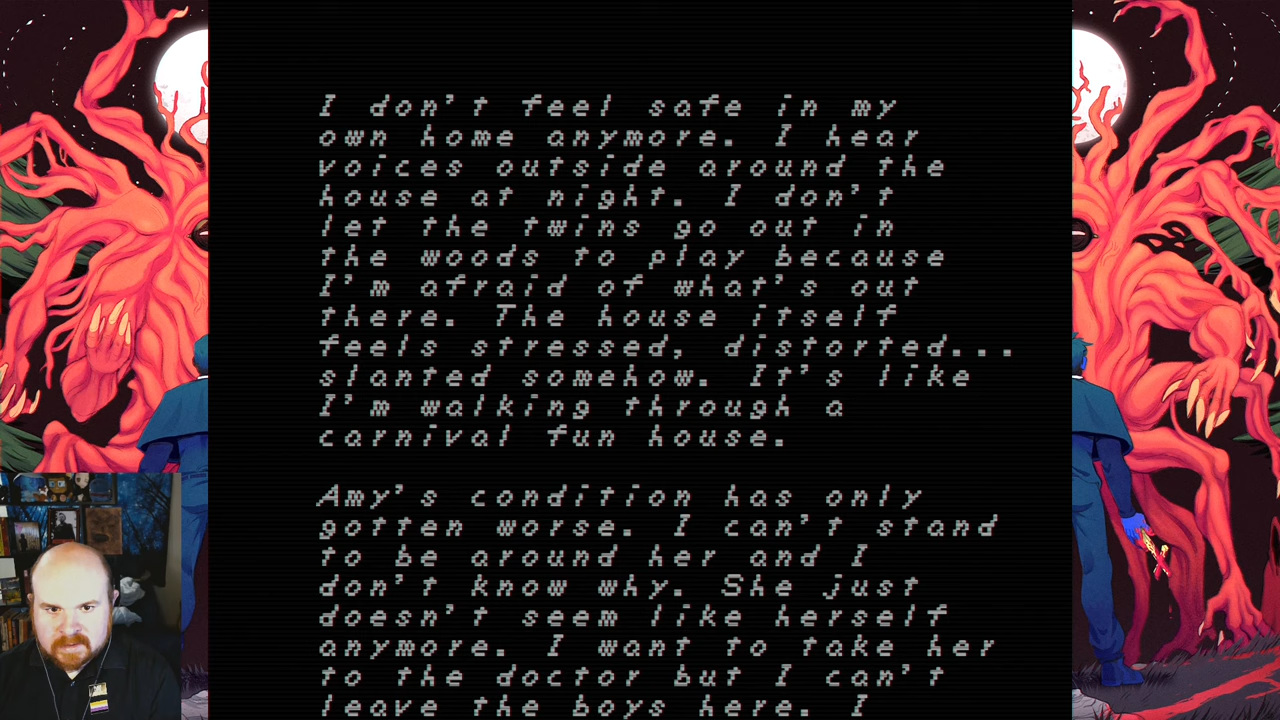 I don't feel safe in my
own home anymore. I hear
voices outside around the
house at night. I don't
let the twins go out in
the woods to play because
I'm afraid of what's out
there. The house itself
feels stressed, distorted...
slanted somehow. It's like
I'm walking through a
carnival fun house.
Amy's condition has only
gotten worse. I can't stand
to be around her and I
don't know why. She just
doesn't seem like herself
anymore. I want to take her
to the doctor but I can't
leave the boys here. I